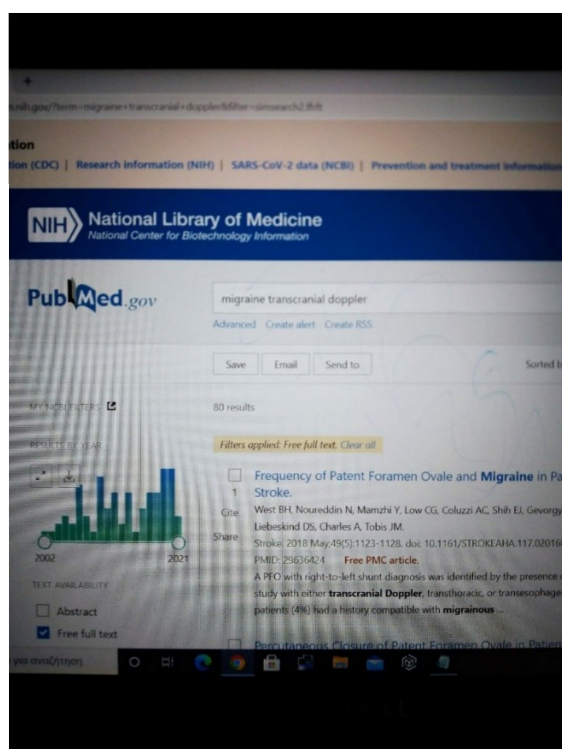 n.nih.gov/?term=migraine+transcranial+doppler&filter=simsearch2.ffrft
tion
tion (CDC) | Research information (NIH) | SARS-CoV-2 data (NCBI) | Prevention and treatment information
NIH National Library of Medicine
National Center for Biotechnology Information
PubMed.gov
migraine transcranial doppler
Advanced Create alert Create RSS
Save Email Send to Sorted b
MY NCBI FILTERS
80 results
RESULTS BY YEAR
Filters applied: Free full text. Clear all
2002 2021
TEXT AVAILABILITY
Abstract
Free full text
1
Cite
Share
Frequency of Patent Foramen Ovale and Migraine in Pa
Stroke.
West BH, Noureddin N, Mamzhi Y, Low CG, Coluzzi AC, Shih EJ, Gevorgy
Liebeskind DS, Charles A, Tobis JM.
Stroke. 2018 May;49(5):1123-1128. doi: 10.1161/STROKEAHA.117.020160
PMID: 29636424 Free PMC article.
A PFO with right-to-left shunt diagnosis was identified by the presence
study with either transcranial Doppler, transthoracic, or transesophage
patients (4%) had a history compatible with migrainous ...
Percutaneous Closure of Patent Foramen Ovale in Patien
για αναζήτηση